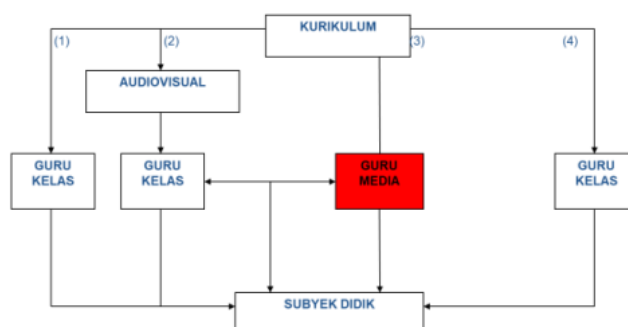 KURIKULUM
(1)
(2)
(3)
(4)
AUDIOVISUAL
GURU
KELAS
GURU
KELAS
GURU
MEDIA
GURU
KELAS
SUBYEK DIDIK